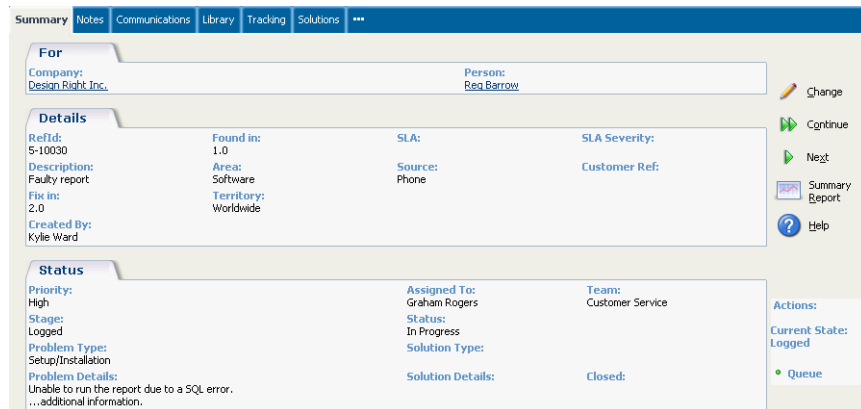 Summary Notes Communications Library Tracking Solutions •••
For
Company: Person:
Design Right Inc. Reg Barrow
Change
Details
Continue
RefId: Found in: SLA: SLA Severity:
5-10030 1.0
Next
Description: Area: Source: Customer Ref:
Faulty report Software Phone
Summary
Report
Fix in: Territory:
2.0 Worldwide
Help
Created By:
Kylie Ward
Status
Priority: Assigned To: Team:
High Graham Rogers Customer Service
Actions:
Stage: Status:
Logged In Progress
Current State:
Logged
Problem Type: Solution Type:
Setup/Installation
Problem Details: Solution Details: Closed:
Queue
Unable to run the report due to a SQL error.
...additional information.